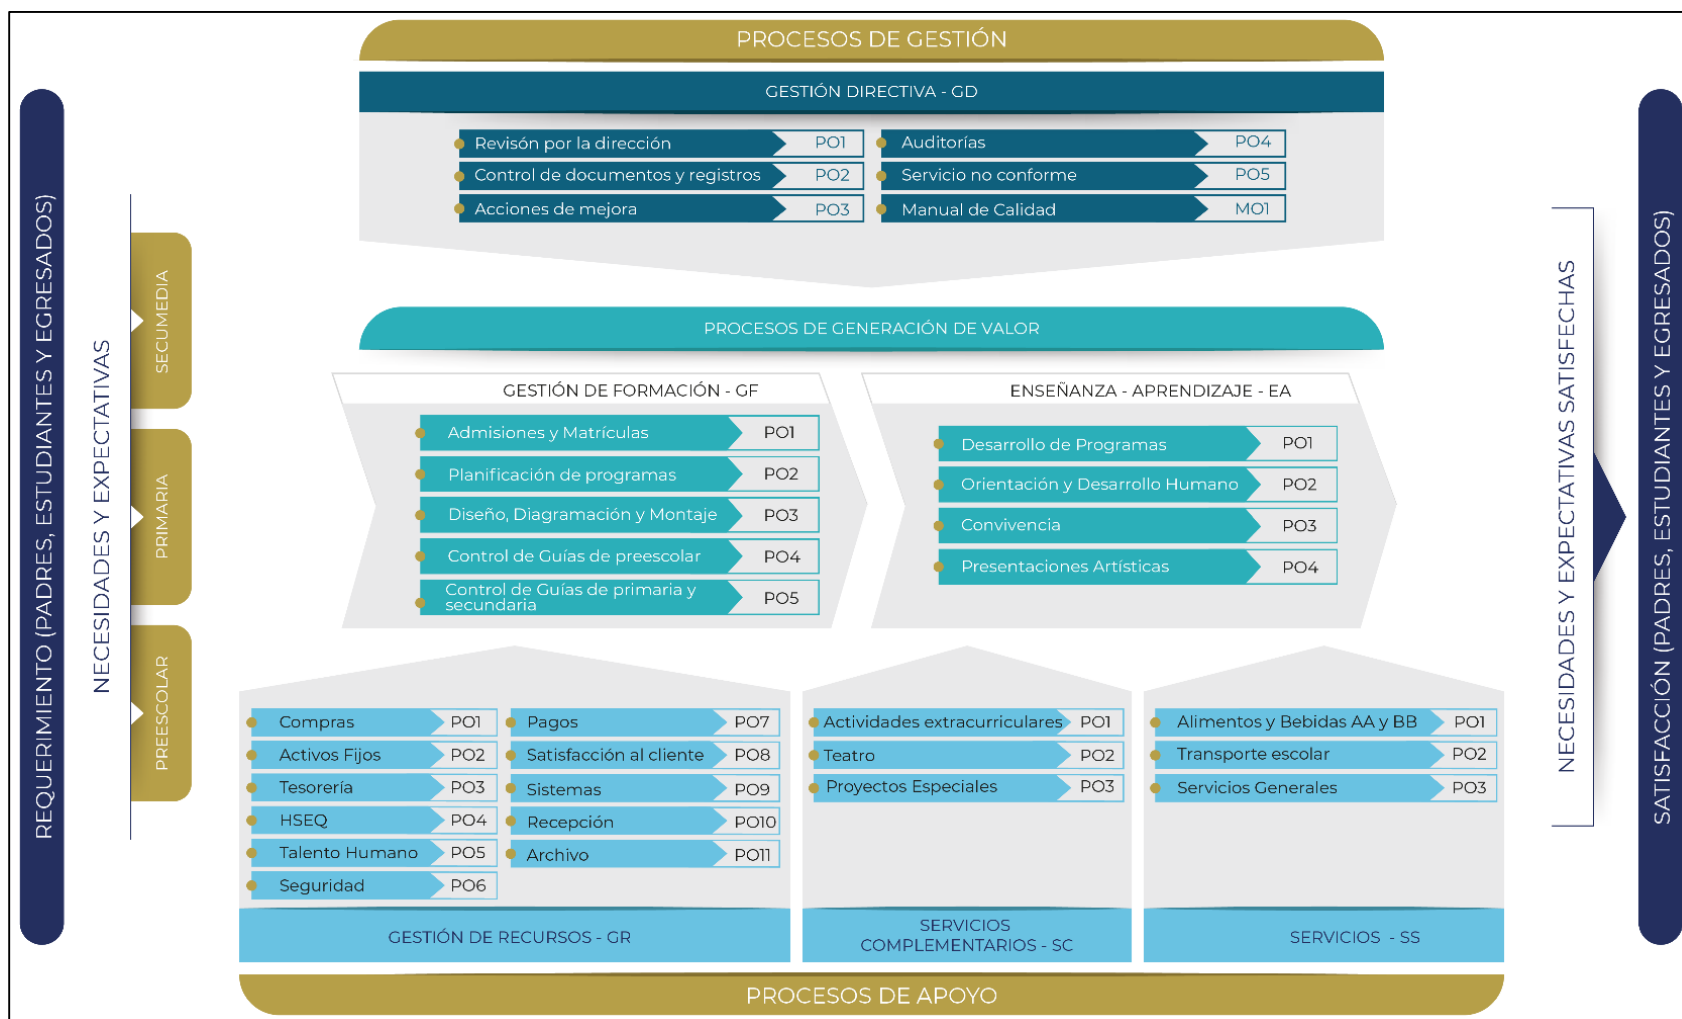 PROCESOS DE GESTIÓN
GESTIÓN DIRECTIVA - GD
Revisón por la dirección PO1
Control de documentos y registros PO2
Acciones de mejora PO3
Auditorías PO4
Servicio no conforme PO5
Manual de Calidad MO1
REQUERIMIENTO (PADRES, ESTUDIANTES Y EGRESADOS)
NECESIDADES Y EXPECTATIVAS
SECUMEDIA
PRIMARIA
PREESCOLAR
PROCESOS DE GENERACIÓN DE VALOR
GESTIÓN DE FORMACIÓN - GF
Admisiones y Matrículas PO1
Planificación de programas PO2
Diseño, Diagramación y Montaje PO3
Control de Guías de preescolar PO4
Control de Guías de primaria y
secundaria PO5
ENSEÑANZA - APRENDIZAJE - EA
Desarrollo de Programas PO1
Orientación y Desarrollo Humano PO2
Convivencia PO3
Presentaciones Artísticas PO4
Compras PO1
Activos Fijos PO2
Tesorería PO3
HSEQ PO4
Talento Humano PO5
Seguridad PO6
Pagos PO7
Satisfacción al cliente PO8
Sistemas PO9
Recepción PO10
Archivo PO11
GESTIÓN DE RECURSOS - GR
Actividades extracurriculares PO1
Teatro PO2
Proyectos Especiales PO3
SERVICIOS
COMPLEMENTARIOS - SC
Alimentos y Bebidas AA y BB PO1
Transporte escolar PO2
Servicios Generales PO3
SERVICIOS - SS
PROCESOS DE APOYO
NECESIDADES Y EXPECTATIVAS SATISFECHAS
SATISFACCIÓN (PADRES, ESTUDIANTES Y EGRESADOS)